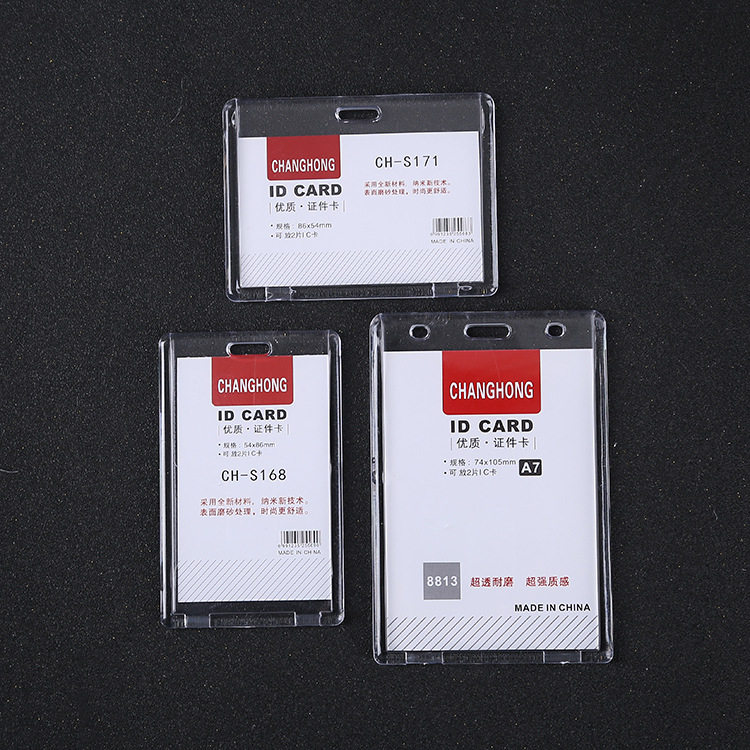 CHANGHONG
ID CARD
优质·证件卡
·规格：86x54mm
·可放2片IC卡
CH-S171
采用全新材料，纳米新技术。
表面磨砂处理，时尚更舒适。
MADE IN CHINA
CHANGHONG
ID CARD
优质·证件卡
·规格：54x86mm
·可放2片IC卡
CH-S168
采用全新材料，纳米新技术。
表面磨砂处理，时尚更舒适。
MADE IN CHINA
CHANGHONG
ID CARD
优质·证件卡
·规格：74x105mm
·可放2片IC卡
A7
8813 超透耐磨 超强质感
MADE IN CHINA